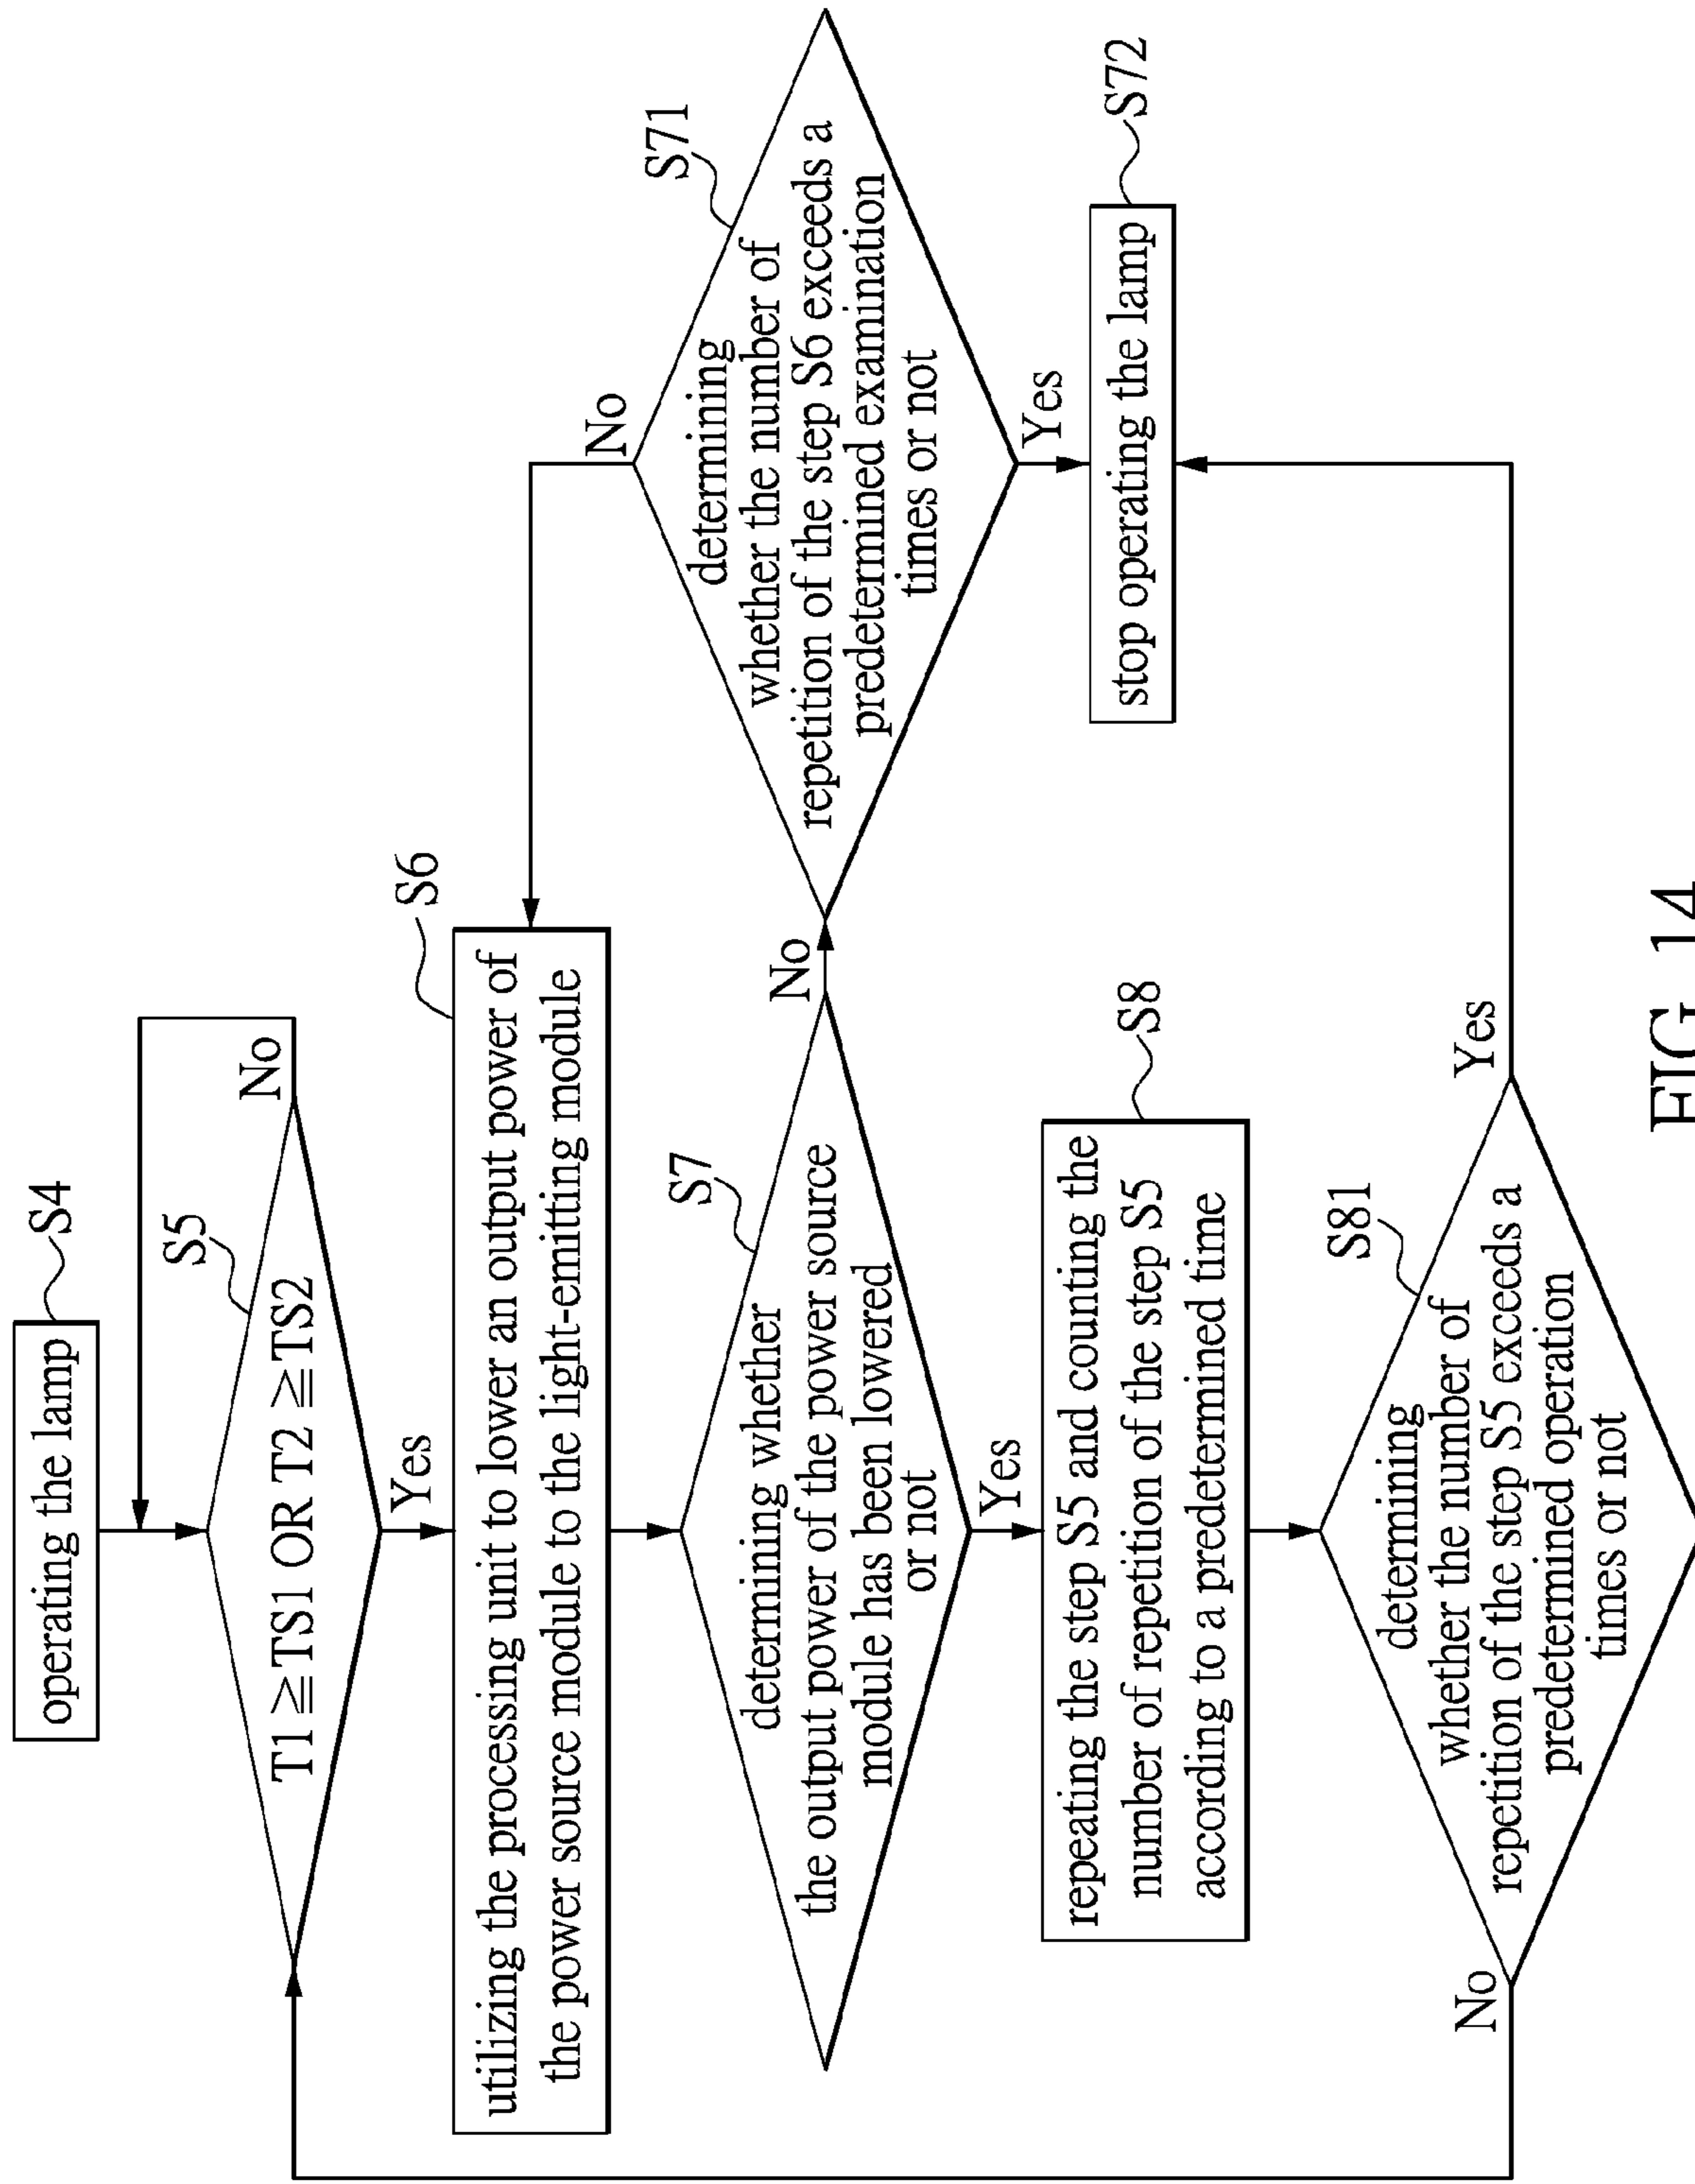 operating the lamp
S4
T1 ≧TS1 OR T2 ≧TS2
S5
No
Yes
utilizing the processing unit to lower an output power of
the power source module to the light-emitting module
S6
determining whether
the output power of the power source
module has been lowered
or not
S7
No
Yes
determining
whether the number of
repetition of the step S6 exceeds a
predetermined examination
times or not
S71
No
Yes
stop operating the lamp
S72
repeating the step S5 and counting the
number of repetition of the step S5
according to a predetermined time
S8
determining
whether the number of
repetition of the step S5 exceeds a
predetermined operation
times or not
S81
No
Yes
FIG. 14